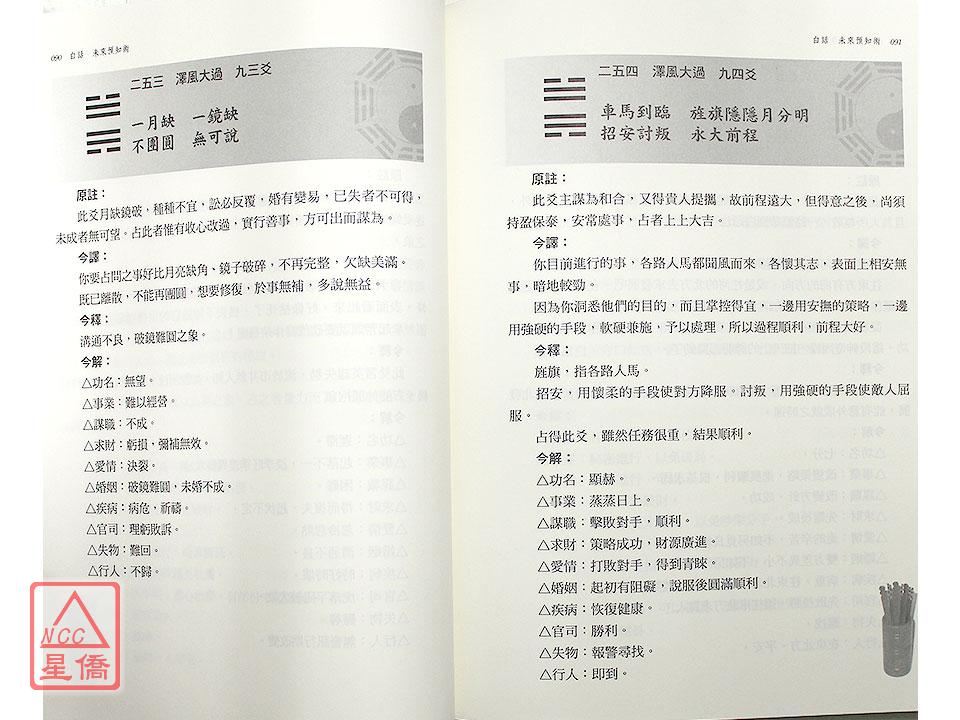 090 白話 未來預知術
二五三 澤風大過 九三爻
一月缺 一鏡缺
不團圓 無可說
原註：
此爻月缺鏡破，種種不宜，訟必反覆，婚有變易，已失者不可得，
未成者無可望。占此者惟有收心改過，實行善事，方可出而謀為。
今譯：
你要占問之事好比月亮缺角、鏡子破碎，不再完整，欠缺美滿。
既已離散，不能再團圓，想要修復，於事無補，多說無益。
今釋：
溝通不良，破鏡難圓之象。
今解：
△功名：無望。
△事業：難以經營。
△謀職：不成。
△求財：虧損，彌補無效。
△愛情：決裂。
△婚姻：破鏡難圓，未婚不成。
△疾病：病危，祈禱。
△官司：理虧敗訴。
△失物：難回。
△行人：不歸。
NCC
星僑
白話 未來預知術 091
二五四 澤風大過 九四爻
車馬到臨 旌旗隱隱月分明
招安討叛 永大前程
原註：
此爻主謀為和合，又得貴人提攜，故前程遠大，但得意之後，尚須
持盈保泰，安常處事，占者上上大吉。
今譯：
你目前進行的事，各路人馬都聞風而來，各懷其志，表面上相安無
事，暗地較勁。
因為你洞悉他們的目的，而且掌控得宜，一邊用安撫的策略，一邊
用強硬的手段，軟硬兼施，予以處理，所以過程順利，前程大好。
今釋：
旌旗，指各路人馬。
招安，用懷柔的手段使對方降服。討叛，用強硬的手段使敵人屈
服。
占得此爻，雖然任務很重，結果順利。
今解：
△功名：顯赫。
△事業：蒸蒸日上。
△謀職：擊敗對手，順利。
△求財：策略成功，財源廣進。
△愛情：打敗對手，得到青睞。
△婚姻：起初有阻礙，說服後圓滿順利。
△疾病：恢復健康。
△官司：勝利。
△失物：報警尋找。
△行人：即到。